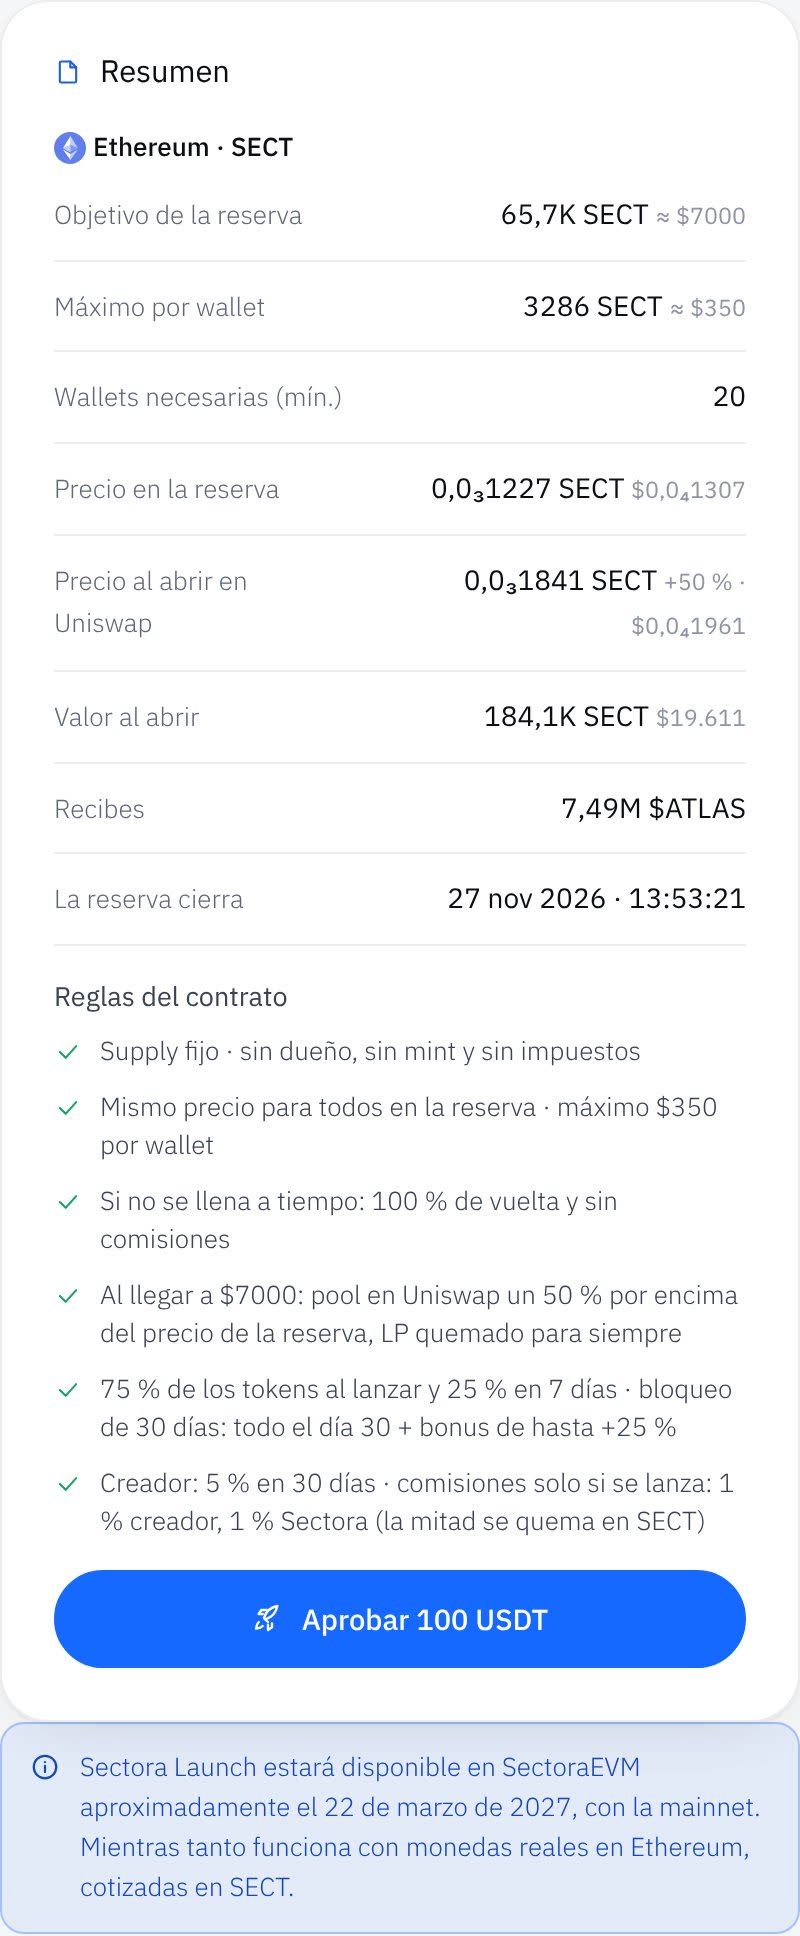 Resumen
Ethereum · SECT
Objetivo de la reserva 65,7K SECT ≈ $7000
Máximo por wallet 3286 SECT ≈ $350
Wallets necesarias (mín.) 20
Precio en la reserva 0,0₃1227 SECT $0,0₄1307
Precio al abrir en 0,0₃1841 SECT +50 % ·
Uniswap $0,0₄1961
Valor al abrir 184,1K SECT $19.611
Recibes 7,49M $ATLAS
La reserva cierra 27 nov 2026 · 13:53:21
Reglas del contrato
Supply fijo · sin dueño, sin mint y sin impuestos
Mismo precio para todos en la reserva · máximo $350
por wallet
Si no se llena a tiempo: 100 % de vuelta y sin
comisiones
Al llegar a $7000: pool en Uniswap un 50 % por encima
del precio de la reserva, LP quemado para siempre
75 % de los tokens al lanzar y 25 % en 7 días · bloqueo
de 30 días: todo el día 30 + bonus de hasta +25 %
Creador: 5 % en 30 días · comisiones solo si se lanza: 1
% creador, 1 % Sectora (la mitad se quema en SECT)
Aprobar 100 USDT
Sectora Launch estará disponible en SectoraEVM
aproximadamente el 22 de marzo de 2027, con la mainnet.
Mientras tanto funciona con monedas reales en Ethereum,
cotizadas en SECT.